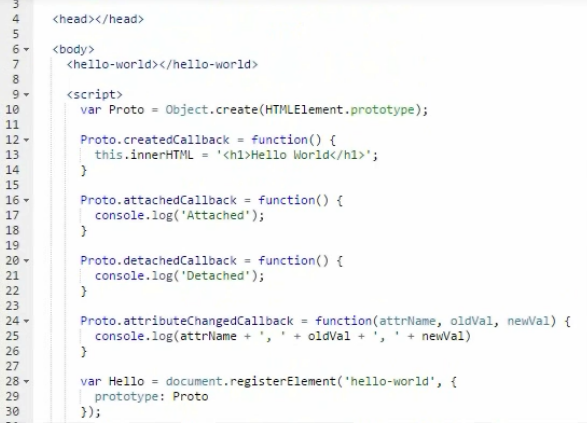 3
4 <head></head>
5
6 <body>
7 <hello-world></hello-world>
8
9 <script>
10 var Proto = Object.create(HTMLElement.prototype);
11
12 Proto.createdCallback = function() {
13 this.innerHTML = '<h1>Hello World</h1>';
14 }
15
16 Proto.attachedCallback = function() {
17 console.log('Attached');
18 }
19
20 Proto.detachedCallback = function() {
21 console.log('Detached');
22 }
23
24 Proto.attributeChangedCallback = function(attrName, oldVal, newVal) {
25 console.log(attrName + ', ' + oldVal + ', ' + newVal)
26 }
27
28 var Hello = document.registerElement('hello-world', {
29 prototype: Proto
30 });